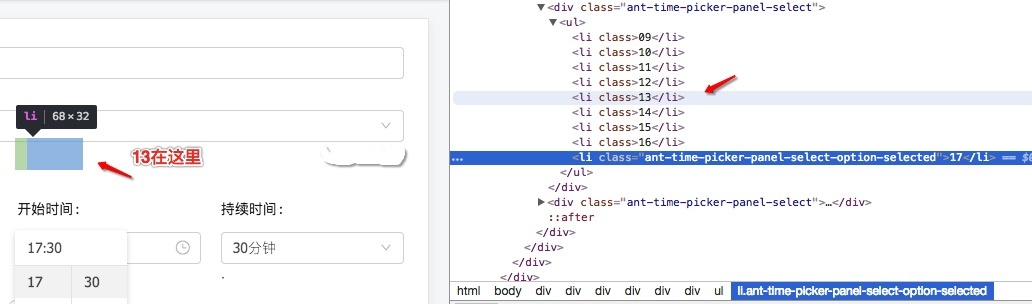 li | 68 × 32
13在这里
开始时间：
持续时间：
17:30
30分钟
17
30
<div class="ant-time-picker-panel-select">
<ul>
<li class>09</li>
<li class>10</li>
<li class>11</li>
<li class>12</li>
<li class>13</li>
<li class>14</li>
<li class>15</li>
<li class>16</li>
…
<li class="ant-time-picker-panel-select-option-selected">17</li> ==
</ul>
</div>
<div class="ant-time-picker-panel-select">…</div>
::after
</div>
</div>
</div>
html body div div div div div div ul li.ant-time-picker-panel-select-option-selected